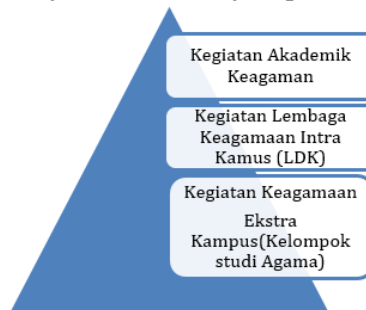 Kegiatan Akademik
Keagaman
Kegiatan Lembaga
Keagamaan Intra
Kamus (LDK)
Kegiatan Keagamaan
Ekstra
Kampus(Kelompok
studi Agama)